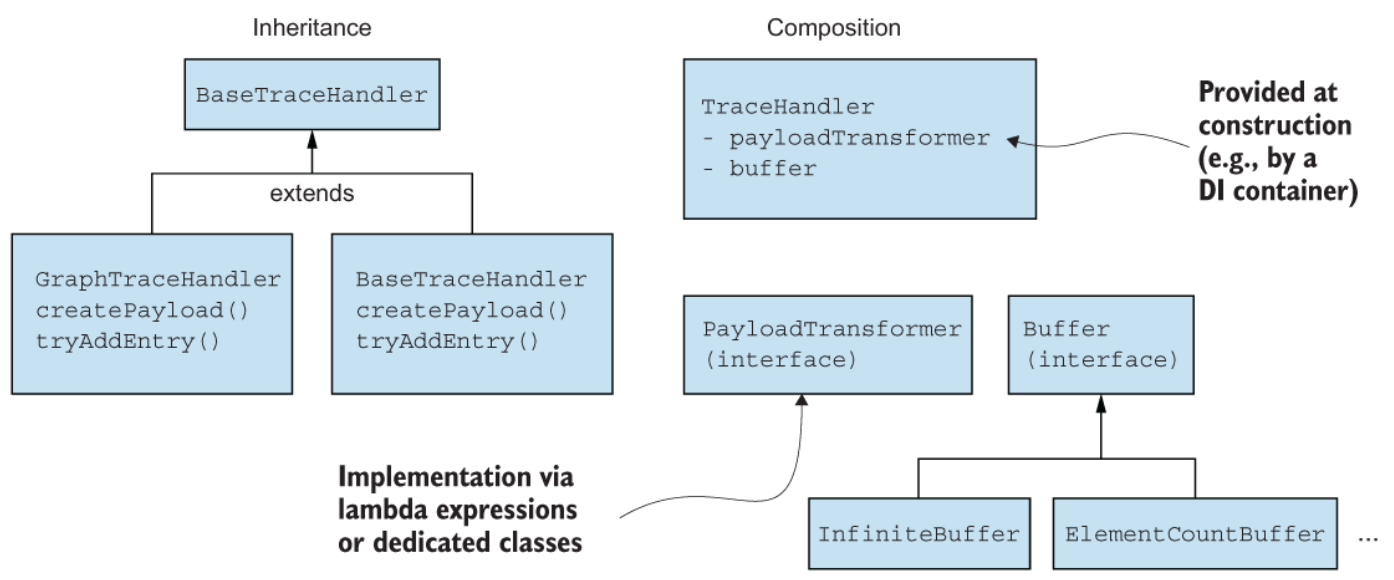 Inheritance
BaseTraceHandler
extends
GraphTraceHandler
createPayload()
tryAddEntry()
BaseTraceHandler
createPayload()
tryAddEntry()
Composition
TraceHandler
- payloadTransformer
- buffer
Provided at
construction
(e.g., by a
DI container)
PayloadTransformer
(interface)
Buffer
(interface)
Implementation via
lambda expressions
or dedicated classes
InfiniteBuffer
ElementCountBuffer
...